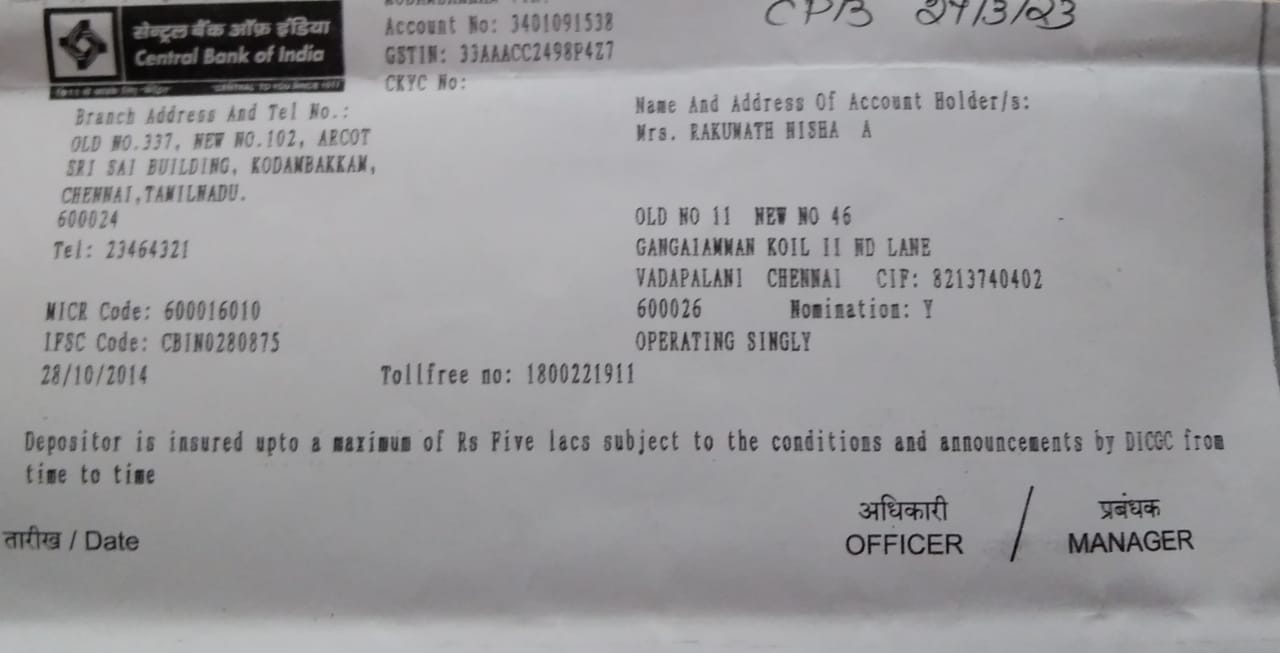 सेन्ट्रल बैंक ऑफ़ इंडिया
Central Bank of India
Account No: 3401091538
GSTIN: 33AAACC2498P4Z7
CKYC No:
CPB 27/3/23
Branch Address And Tel No.:
OLD NO.337, NEW NO.102, ARCOT
SRI SAI BUILDING, KODAMBAKKAM,
CHENNAI,TAMILNADU.
600024
Tel: 23464321
MICR Code: 600016010
IFSC Code: CBIN0280875
28/10/2014
Tollfree no: 1800221911
Name And Address Of Account Holder/s:
Mrs. RAKUMATH NISHA A
OLD NO 11 NEW NO 46
GANGAIAMMAN KOIL II ND LANE
VADAPALANI CHENNAI CIF: 8213740402
600026 Nomination: Y
OPERATING SINGLY
Depositor is insured upto a maximum of Rs Five lacs subject to the conditions and announcements by DICGC from
time to time
तारीख / Date
अधिकारी / प्रबंधक
OFFICER MANAGER